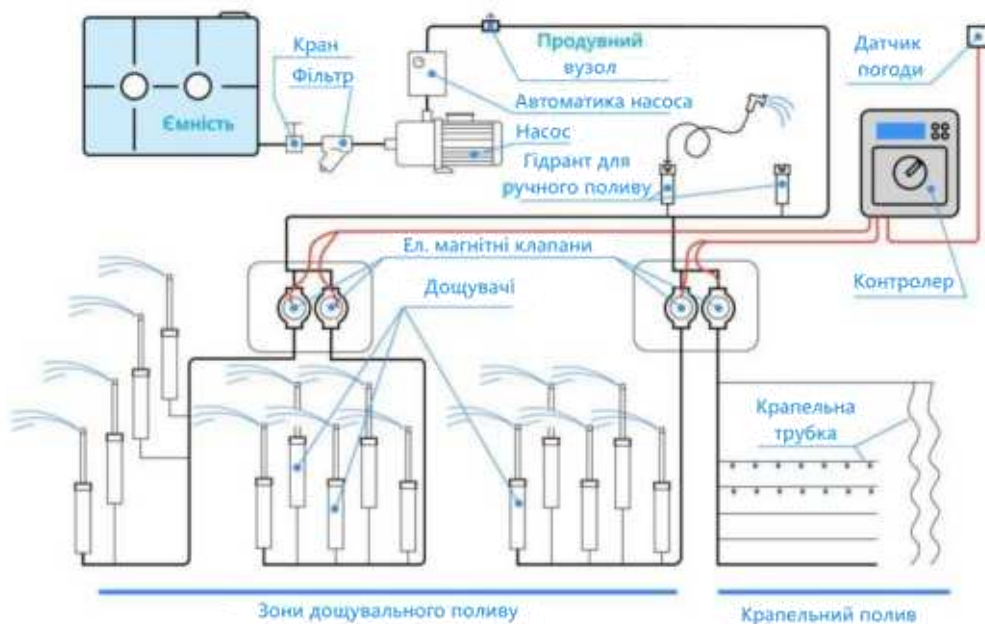 Кран
Фільтр
Ємність
Продувний
вузол
Автоматика насоса
Насос
Гідрант для
ручного поливу
Датчик
погоди
Ел. магнітні клапани
Дощувачі
Контролер
Крапельна
трубка
Зони дощувального поливу
Крапельний полив